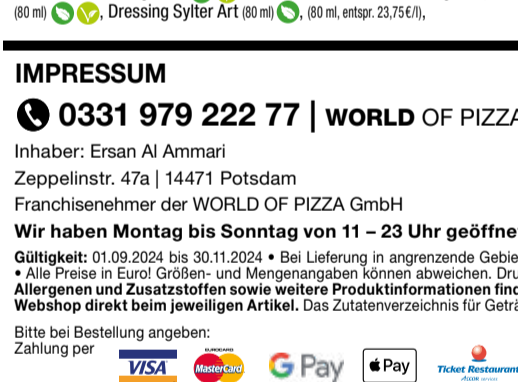 (80 ml) , Dressing Sylter Art (80 ml) , (80 ml, entspr. 23,75 €/l),
IMPRESSUM
0331 979 222 77 | WORLD OF PIZZA
Inhaber: Ersan Al Ammari
Zeppelinstr. 47a | 14471 Potsdam
Franchisenehmer der WORLD OF PIZZA GmbH
Wir haben Montag bis Sonntag von 11 – 23 Uhr geöffne
Gültigkeit: 01.09.2024 bis 30.11.2024 • Bei Lieferung in angrenzende Gebie
• Alle Preise in Euro! Größen- und Mengenangaben können abweichen. Dru
Allergenen und Zusatzstoffen sowie weitere Produktinformationen find
Webshop direkt beim jeweiligen Artikel. Das Zutatenverzeichnis für Geträ
Bitte bei Bestellung angeben:
Zahlung per
VISA
EUROCARD
MasterCard
G Pay
Pay
Ticket Restaurant
Accor services